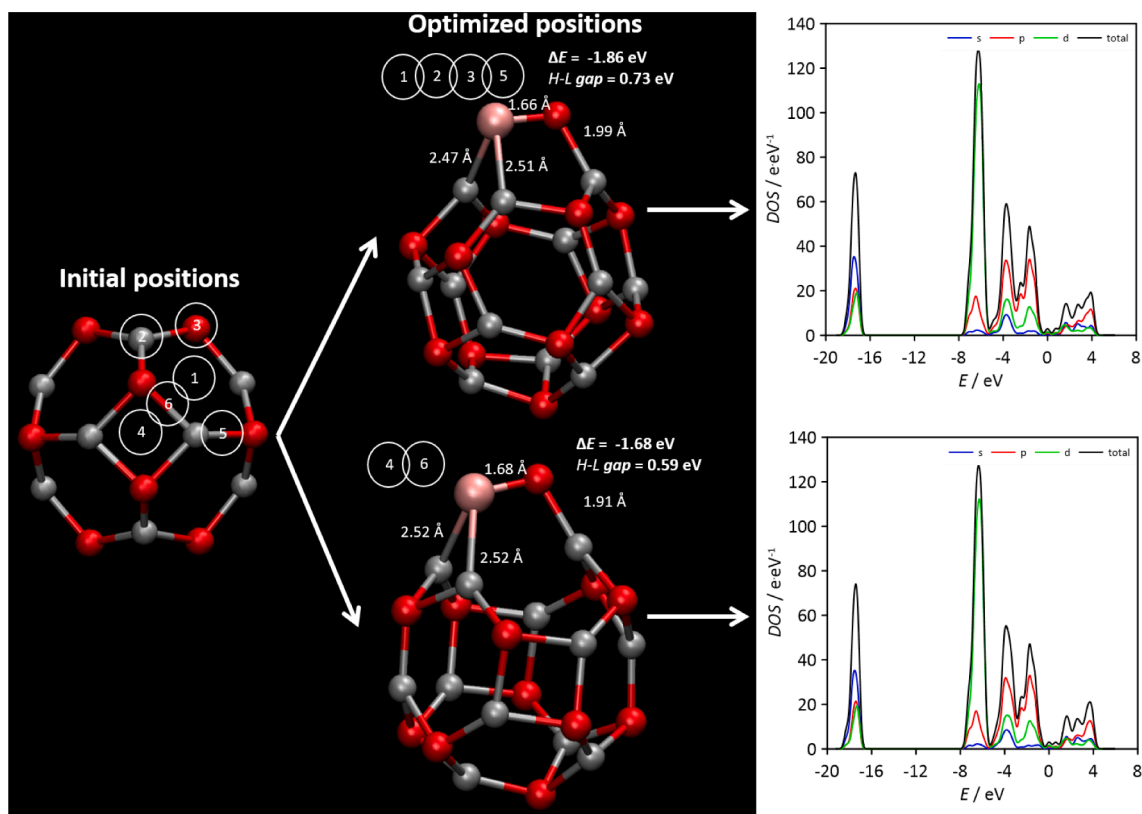 Optimized positions
1 2 3 5
ΔE = -1.86 eV
H-L gap = 0.73 eV
1.66 Å
1.99 Å
2.47 Å
2.51 Å
Initial positions
2
3
1
6
4
5
4 6
ΔE = -1.68 eV
H-L gap = 0.59 eV
1.68 Å
1.91 Å
2.52 Å
2.52 Å
DOS / e·eV⁻¹
140
120
100
80
60
40
20
0
s p d total
-20 -16 -12 -8 -4 0 4 8
E / eV
DOS / e·eV⁻¹
140
120
100
80
60
40
20
0
s p d total
-20 -16 -12 -8 -4 0 4 8
E / eV